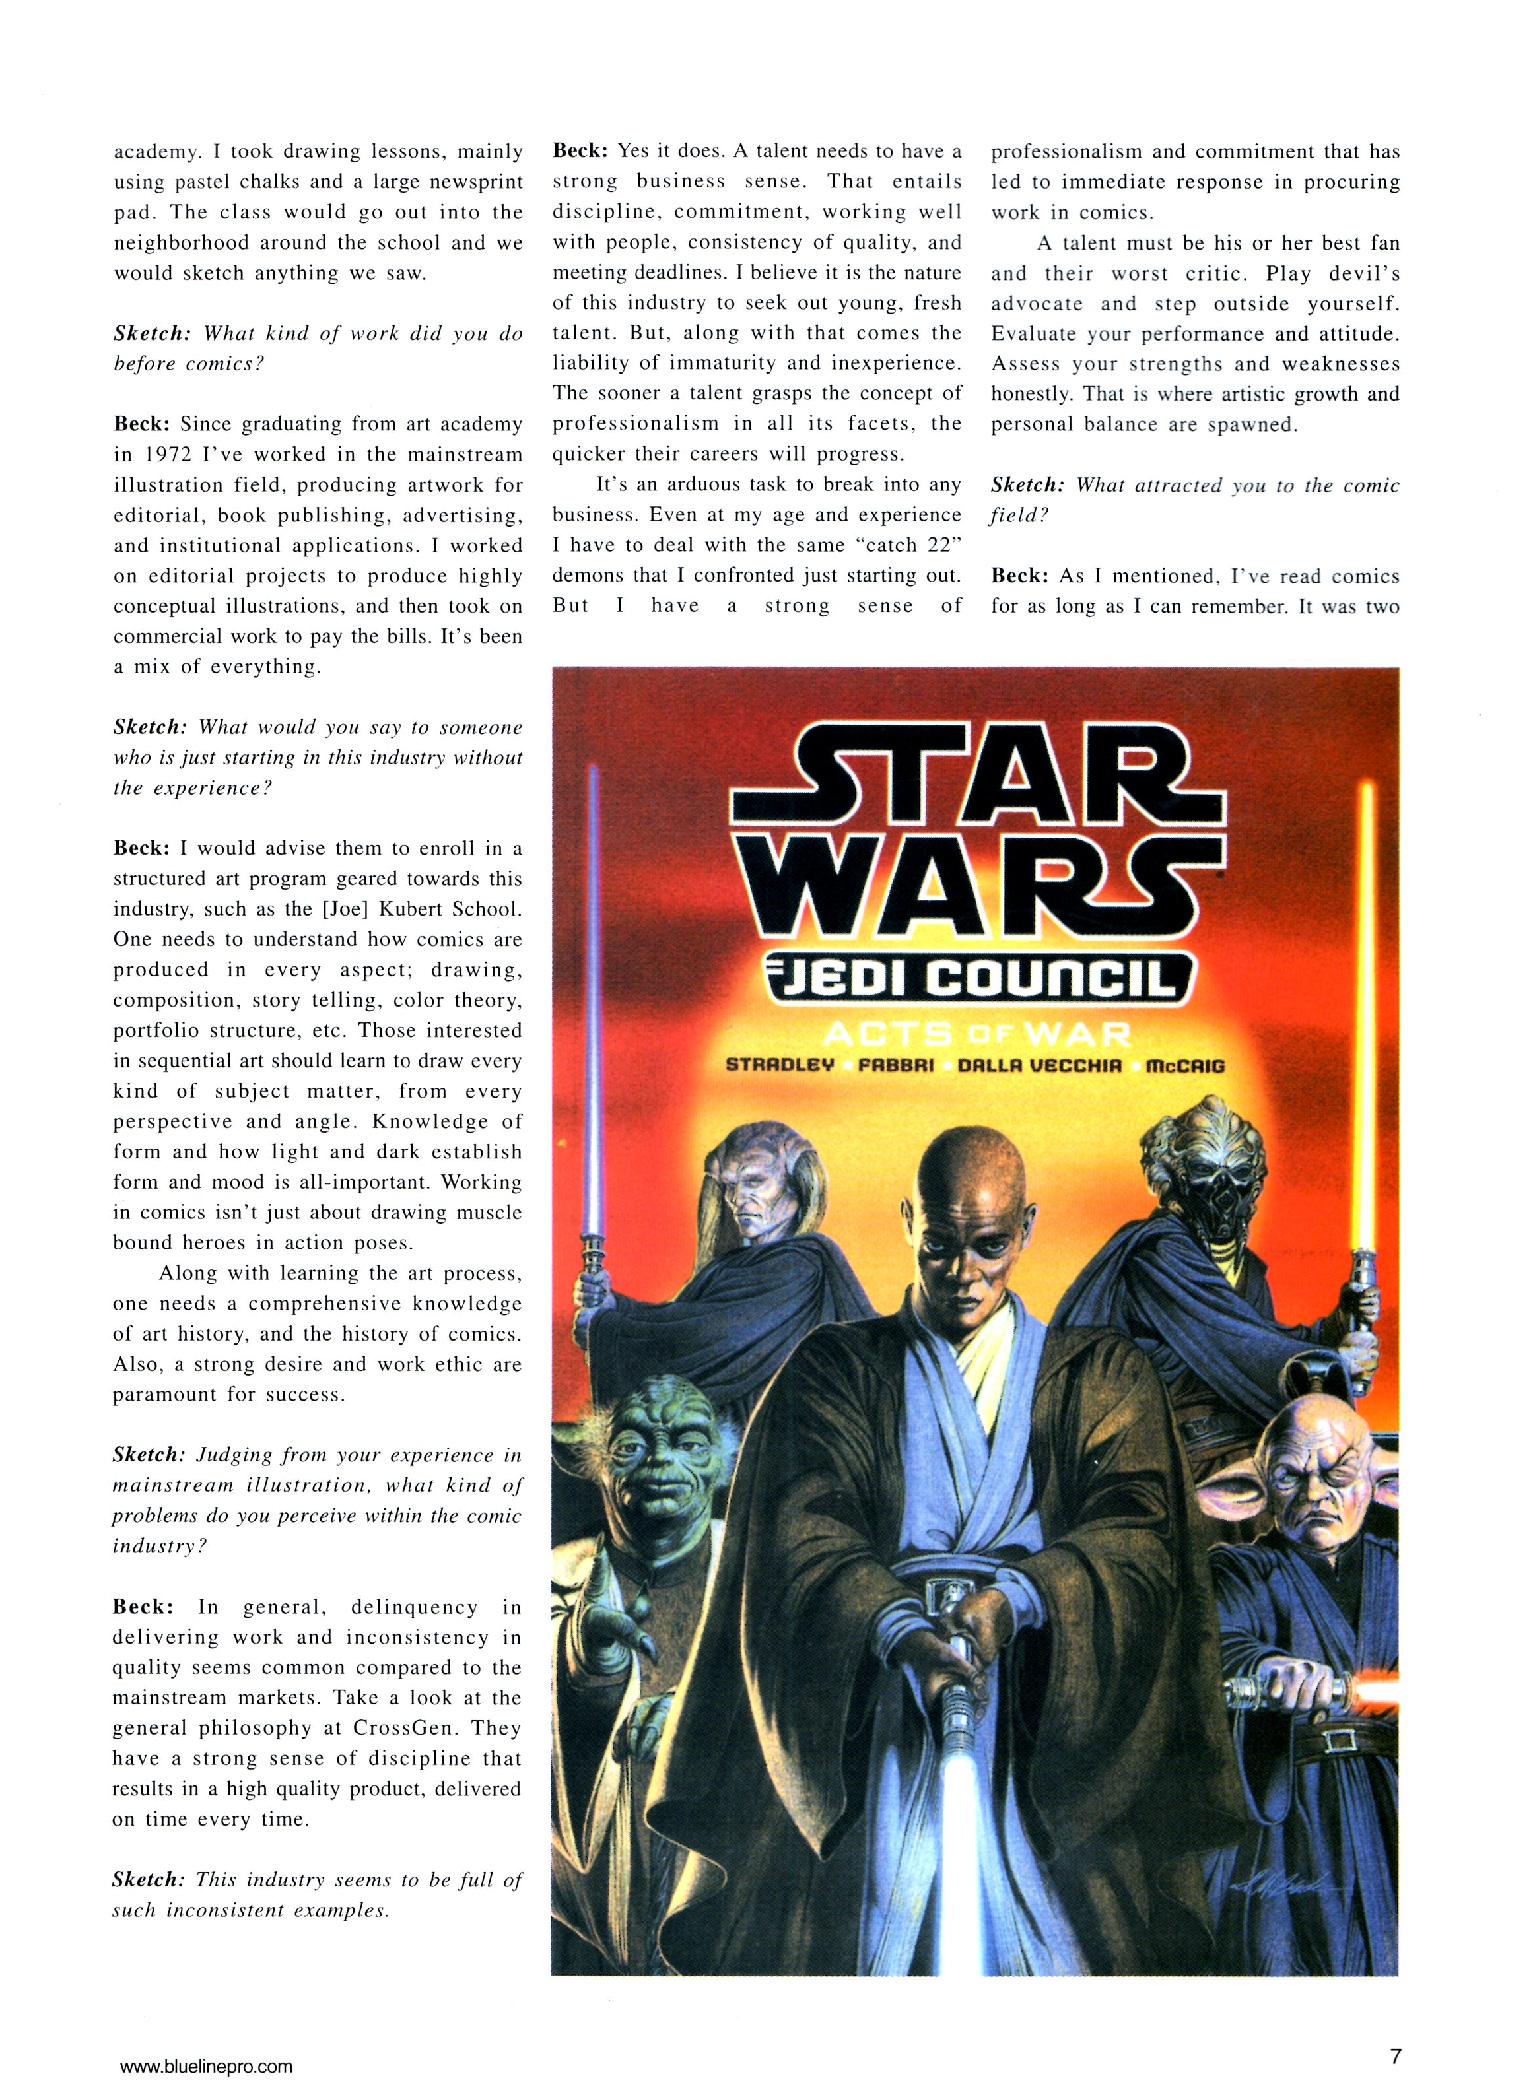 academy. I took drawing lessons, mainly
using pastel chalks and a large newsprint
pad. The class would go out into the
neighborhood around the school and we
would sketch anything we saw.
Sketch: What kind of work did you do
before comics?
Beck: Since graduating from art academy
in 1972 I've worked in the mainstream
illustration field, producing artwork for
editorial, book publishing, advertising,
and institutional applications. I worked
on editorial projects to produce highly
conceptual illustrations, and then took on
commercial work to pay the bills. It's been
a mix of everything.
Sketch: What would you say to someone
who is just starting in this industry without
the experience?
Beck: I would advise them to enroll in a
structured art program geared towards this
industry, such as the [Joe] Kubert School.
One needs to understand how comics are
produced in every aspect; drawing,
composition, story telling, color theory,
portfolio structure, etc. Those interested
in sequential art should learn to draw every
kind of subject matter, from every
perspective and angle. Knowledge of
form and how light and dark establish
form and mood is all-important. Working
in comics isn't just about drawing muscle
bound heroes in action poses.
Along with learning the art process,
one needs a comprehensive knowledge
of art history, and the history of comics.
Also, a strong desire and work ethic are
paramount for success.
Sketch: Judging from your experience in
mainstream illustration, what kind of
problems do you perceive within the comic
industry?
Beck: In general, delinquency in
delivering work and inconsistency in
quality seems common compared to the
mainstream markets. Take a look at the
general philosophy at CrossGen. They
have a strong sense of discipline that
results in a high quality product, delivered
on time every time.
Sketch: This industry seems to be full of
such inconsistent examples.
Beck: Yes it does. A talent needs to have a
strong business sense. That entails
discipline, commitment, working well
with people, consistency of quality, and
meeting deadlines. I believe it is the nature
of this industry to seek out young, fresh
talent. But, along with that comes the
liability of immaturity and inexperience.
The sooner a talent grasps the concept of
professionalism in all its facets, the
quicker their careers will progress.
It's an arduous task to break into any
business. Even at my age and experience
I have to deal with the same “catch 22”
demons that I confronted just starting out.
But I have a strong sense of
professionalism and commitment that has
led to immediate response in procuring
work in comics.
A talent must be his or her best fan
and their worst critic. Play devil's
advocate and step outside yourself.
Evaluate your performance and attitude.
Assess your strengths and weaknesses
honestly. That is where artistic growth and
personal balance are spawned.
Sketch: What attracted you to the comic
field?
Beck: As I mentioned, I've read comics
for as long as I can remember. It was two
STAR
WARS
JEDI COUNCIL
ACTS OF WAR
STRADLEY FABBRI DALLA VECCHIA McCAIG
www.bluelinepro.com
7